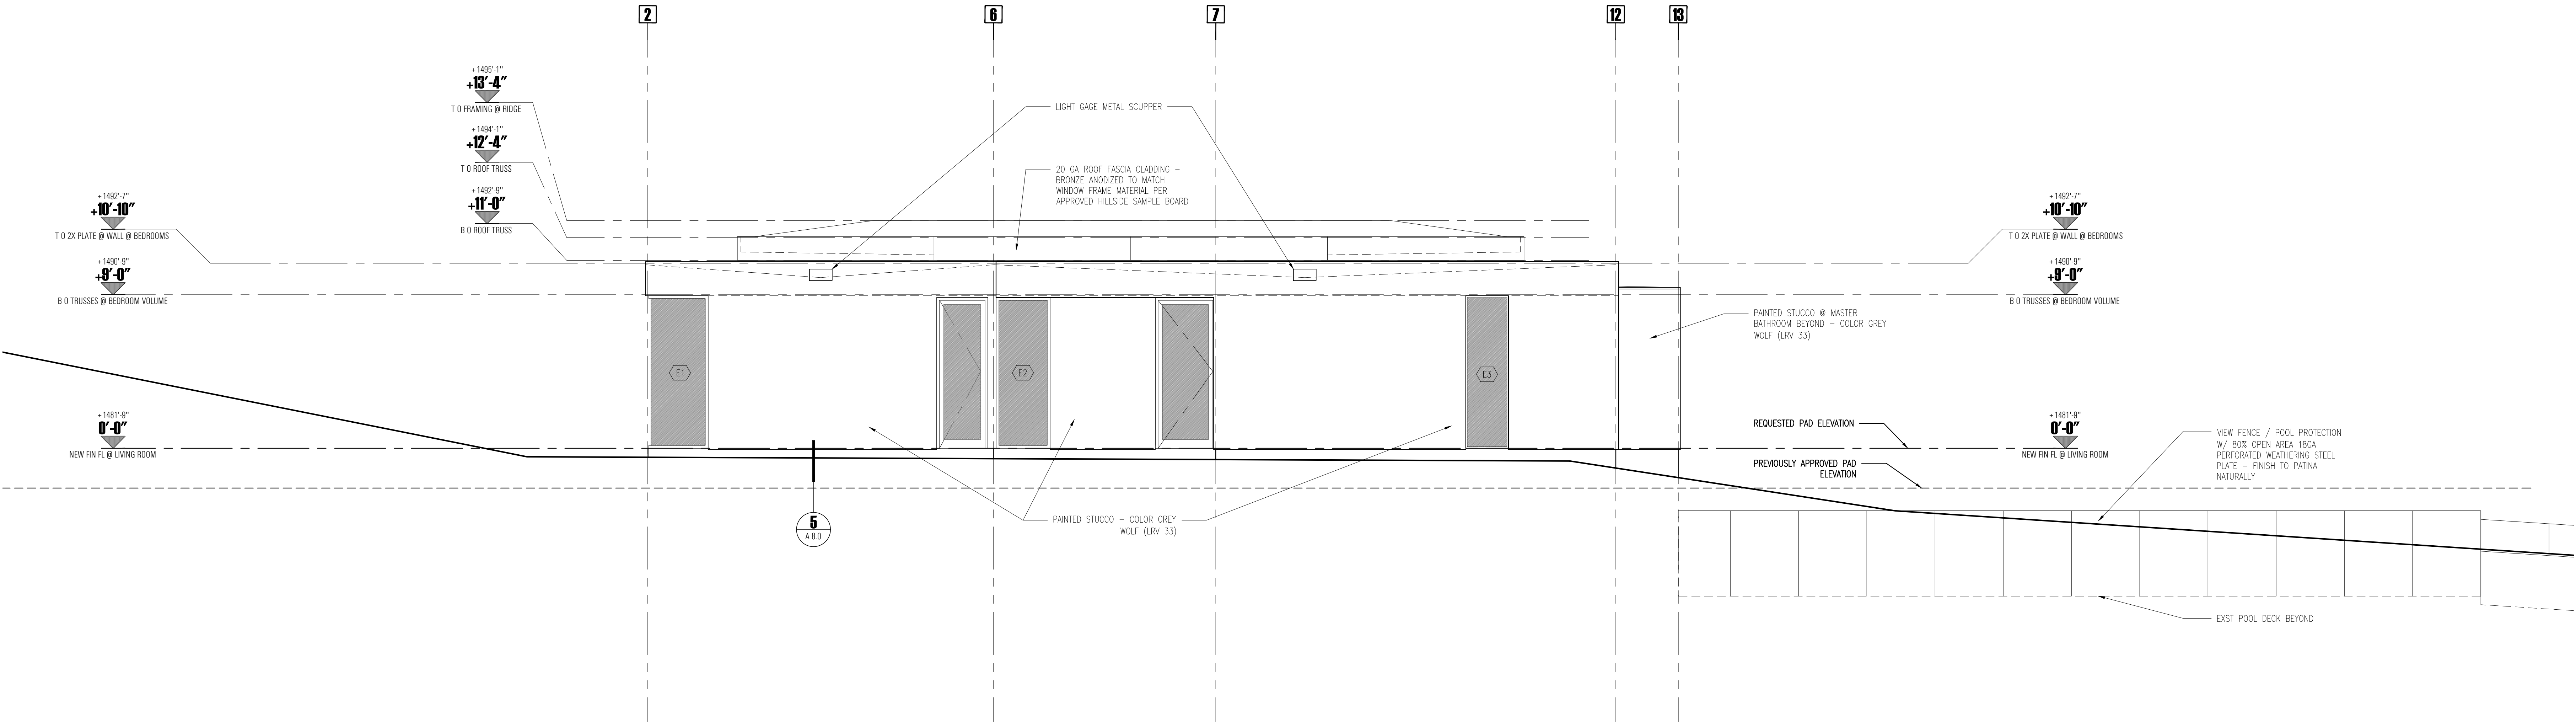 2
6
7
12
13
+1495'-1"
+13'-4"
T O FRAMING @ RIDGE
+1494'-1"
+12'-4"
T O ROOF TRUSS
+1492'-9"
+11'-0"
B O ROOF TRUSS
+1492'-7"
+10'-10"
T O 2X PLATE @ WALL @ BEDROOMS
+1490'-9"
+9'-0"
B O TRUSSES @ BEDROOM VOLUME
+1481'-9"
0'-0"
NEW FIN FL @ LIVING ROOM
LIGHT GAGE METAL SCUPPER
20 GA ROOF FASCIA CLADDING –
BRONZE ANODIZED TO MATCH
WINDOW FRAME MATERIAL PER
APPROVED HILLSIDE SAMPLE BOARD
E1
E2
E3
5
A 8.0
PAINTED STUCCO – COLOR GREY
WOLF (LRV 33)
PAINTED STUCCO @ MASTER
BATHROOM BEYOND – COLOR GREY
WOLF (LRV 33)
REQUESTED PAD ELEVATION
PREVIOUSLY APPROVED PAD
ELEVATION
+1492'-7"
+10'-10"
T O 2X PLATE @ WALL @ BEDROOMS
+1490'-9"
+9'-0"
B O TRUSSES @ BEDROOM VOLUME
+1481'-9"
0'-0"
NEW FIN FL @ LIVING ROOM
VIEW FENCE / POOL PROTECTION
W/ 80% OPEN AREA 18GA
PERFORATED WEATHERING STEEL
PLATE – FINISH TO PATINA
NATURALLY
EXST POOL DECK BEYOND